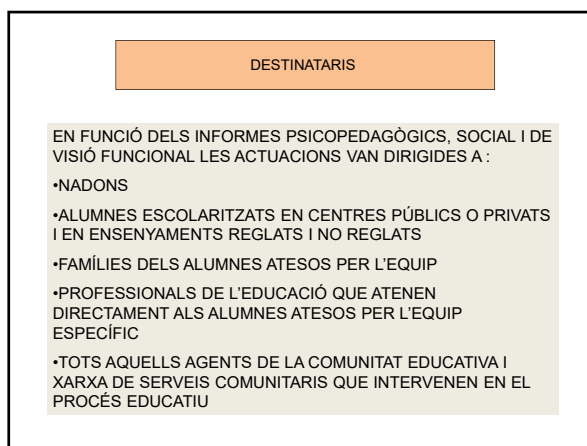 DESTINATARIS
EN FUNCIÓ DELS INFORMES PSICOPEDAGÒGICS, SOCIAL I DE
VISIÓ FUNCIONAL LES ACTUACIONS VAN DIRIGIDES A :
•NADONS
•ALUMNES ESCOLARITZATS EN CENTRES PÚBLICS O PRIVATS
I EN ENSENYAMENTS REGLATS I NO REGLATS
•FAMÍLIES DELS ALUMNES ATESOS PER L’EQUIP
•PROFESSIONALS DE L’EDUCACIÓ QUE ATENEN
DIRECTAMENT ALS ALUMNES ATESOS PER L’EQUIP
ESPECÍFIC
•TOTS AQUELLS AGENTS DE LA COMUNITAT EDUCATIVA I
XARXA DE SERVEIS COMUNITARIS QUE INTERVENEN EN EL
PROCÉS EDUCATIU